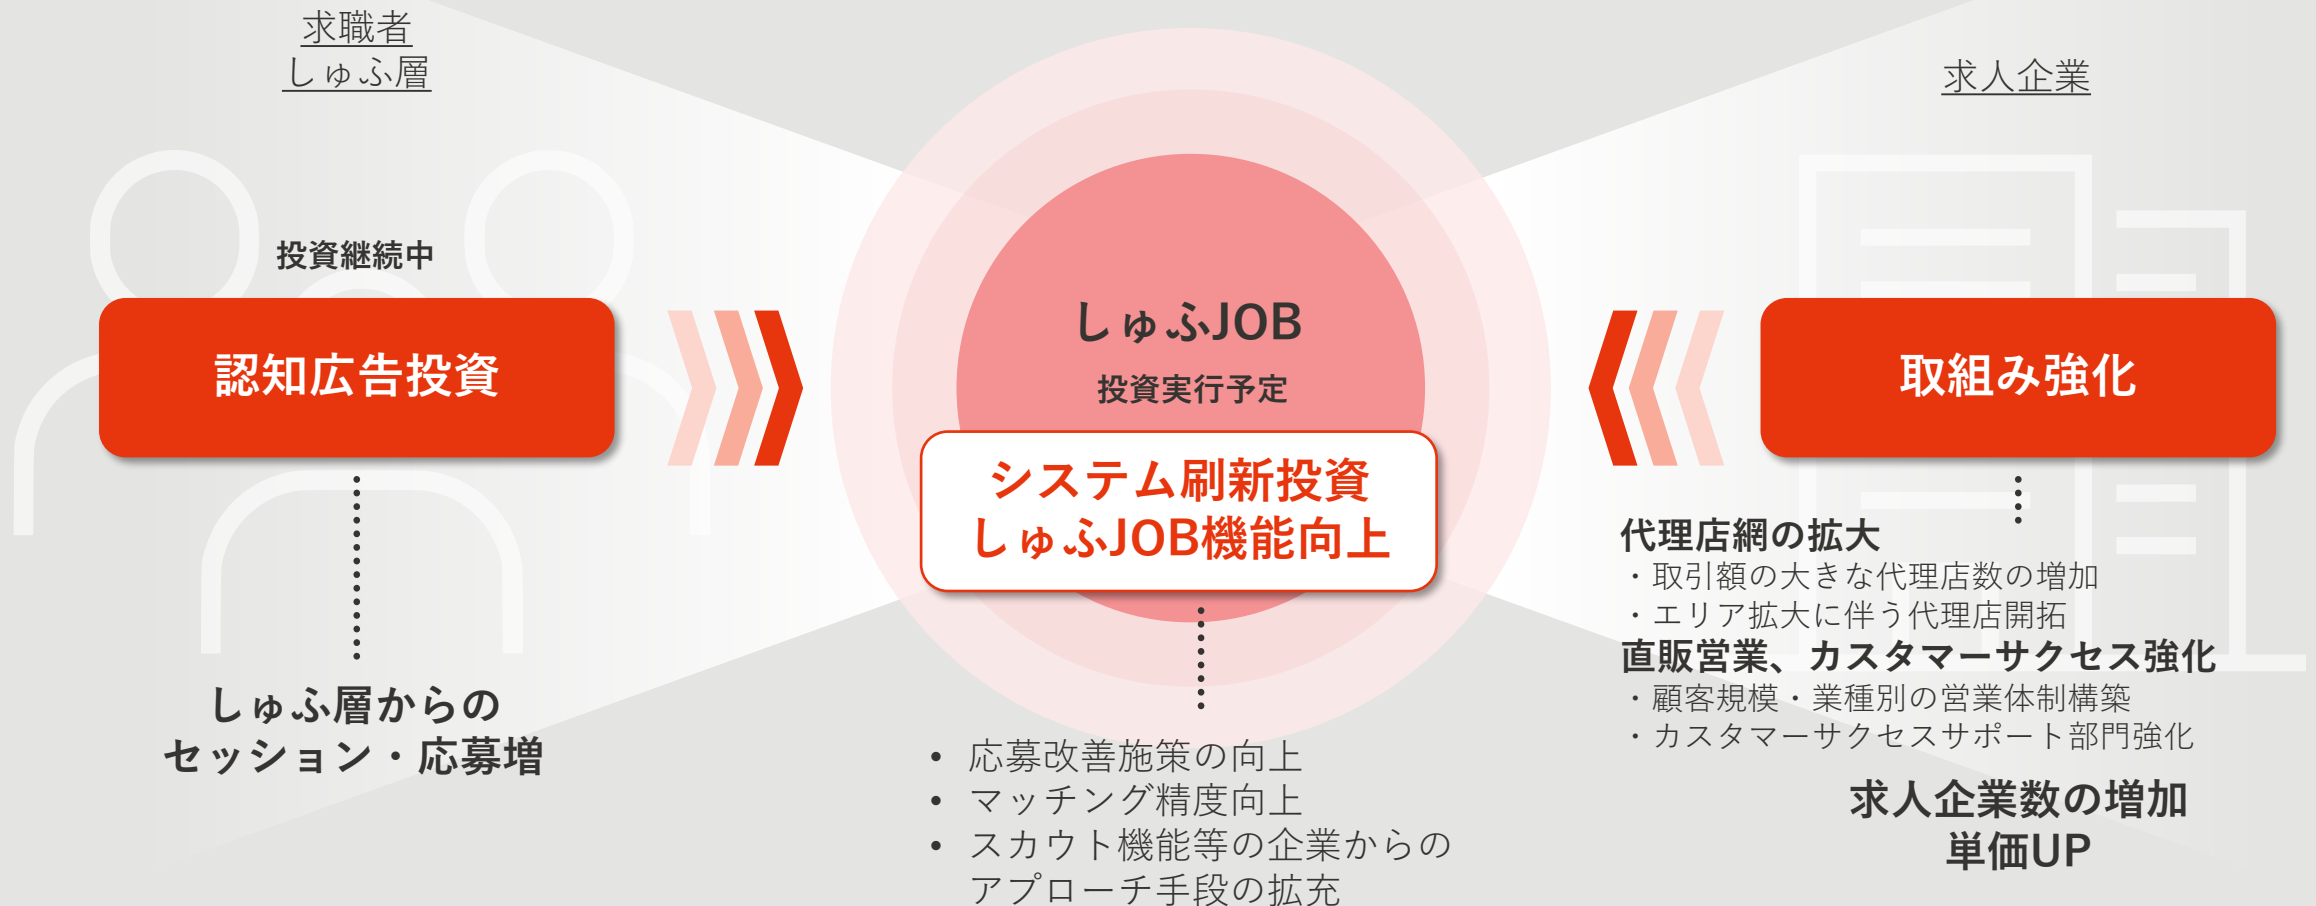 求職者
しゅふ層
投資継続中
認知広告投資
しゅふ層からの
セッション・応募増
しゅふJOB
投資実行予定
システム刷新投資
しゅふJOB機能向上
• 応募改善施策の向上
• マッチング精度向上
• スカウト機能等の企業からの
アプローチ手段の拡充
求人企業
取組み強化
代理店網の拡大
・取引額の大きな代理店数の増加
・エリア拡大に伴う代理店開拓
直販営業、カスタマーサクセス強化
・顧客規模・業種別の営業体制構築
・カスタマーサクセスサポート部門強化
求人企業数の増加
単価UP